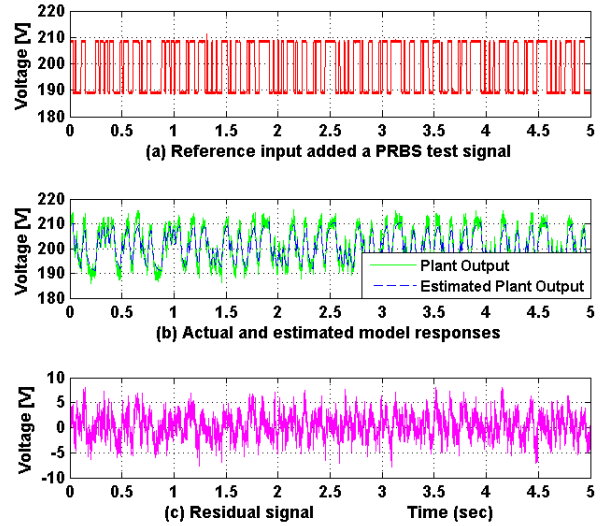 220
210
200
190
180
Voltage [V]
0 0.5 1 1.5 2 2.5 3 3.5 4 4.5 5
(a) Reference input added a PRBS test signal
220
210
200
190
180
Voltage [V]
Plant Output
Estimated Plant Output
0 0.5 1 1.5 2 2.5 3 3.5 4 4.5 5
(b) Actual and estimated model responses
10
5
0
-5
-10
Voltage [V]
0 0.5 1 1.5 2 2.5 3 3.5 4 4.5 5
(c) Residual signal Time (sec)